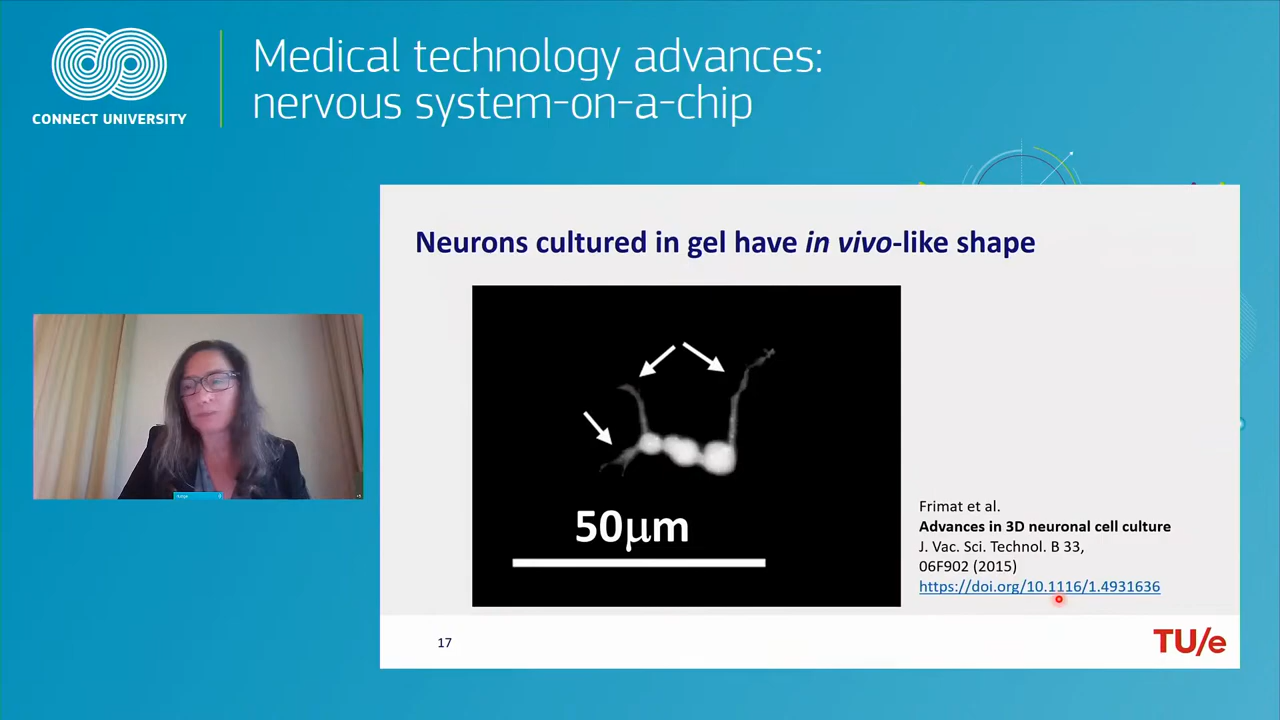 CONNECT UNIVERSITY
Medical technology advances:
nervous system-on-a-chip
Neurons cultured in gel have in vivo-like shape
50μm
Frimat et al.
Advances in 3D neuronal cell culture
J. Vac. Sci. Technol. B 33,
06F902 (2015)
https://doi.org/10.1116/1.4931636
17
TU/e